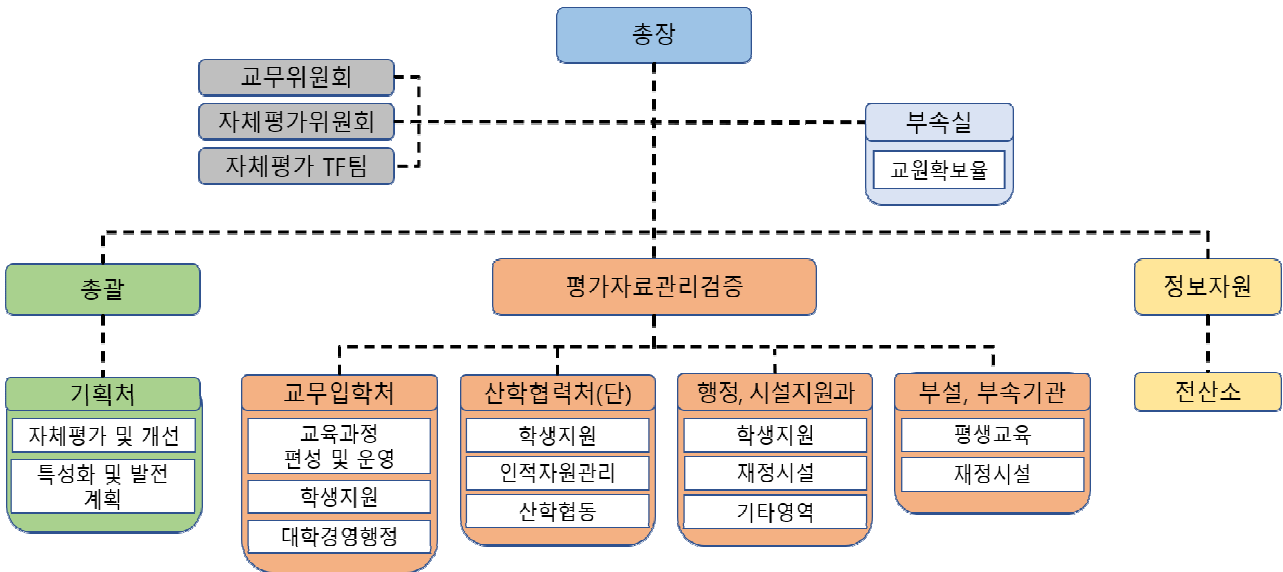 총장
교무위원회
자체평가위원회
자체평가 TF팀
부속실
교원확보율
총괄
평가자료관리검증
정보자원
기획처
자체평가 및 개선
특성화 및 발전
계획
교무입학처
교육과정
편성 및 운영
학생지원
대학경영행정
산학협력처(단)
학생지원
인적자원관리
산학협동
행정, 시설지원과
학생지원
재정시설
기타영역
부설, 부속기관
평생교육
재정시설
전산소